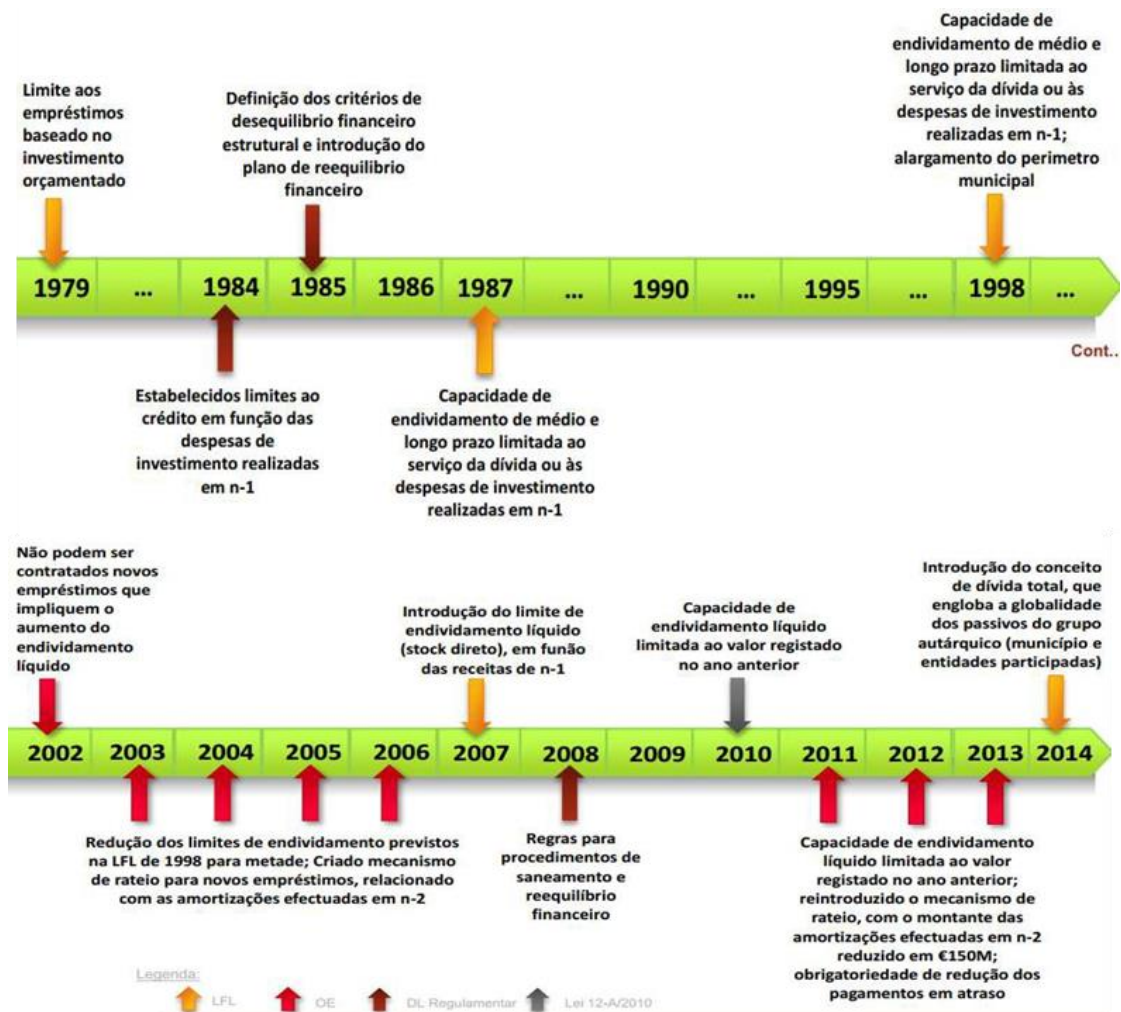 Limite aos
empréstimos
baseado no
investimento
orçamentado
Definição dos critérios de
desequilibrio financeiro
estrutural e introdução do
plano de reequilibrio
financeiro
Capacidade de
endividamento de médio e
longo prazo limitada ao
serviço da dívida ou às
despesas de investimento
realizadas em n-1;
alargamento do perimetro
municipal
1979 ... 1984 1985 1986 1987 ... 1990 ... 1995 ... 1998 ...
Cont..
Estabelecidos limites ao
crédito em função das
despesas de
investimento realizadas
em n-1
Capacidade de
endividamento de médio e
longo prazo limitada ao
serviço da dívida ou às
despesas de investimento
realizadas em n-1
Não podem ser
contratados novos
empréstimos que
impliquem o
aumento do
endividamento
líquido
Introdução do limite de
endividamento líquido
(stock direto), em funão
das receitas de n-1
Capacidade de
endividamento líquido
limitada ao valor registado
no ano anterior
Introdução do conceito
de dívida total, que
engloba a globalidade
dos passivos do grupo
autárquico (município e
entidades participadas)
2002 2003 2004 2005 2006 2007 2008 2009 2010 2011 2012 2013 2014
Redução dos limites de endividamento previstos
na LFL de 1998 para metade; Criado mecanismo
de rateio para novos empréstimos, relacionado
com as amortizações efectuadas em n-2
Regras para
procedimentos de
saneamento e
reequilíbrio
financeiro
Capacidade de endividamento
líquido limitada ao valor
registado no ano anterior;
reintroduzido o mecanismo de
rateio, com o montante das
amortizações efectuadas em n-2
reduzido em €150M;
obrigatoriedade de redução dos
pagamentos em atraso
Legenda:
LFL OE DL Regulamentar Lei 12-A/2010